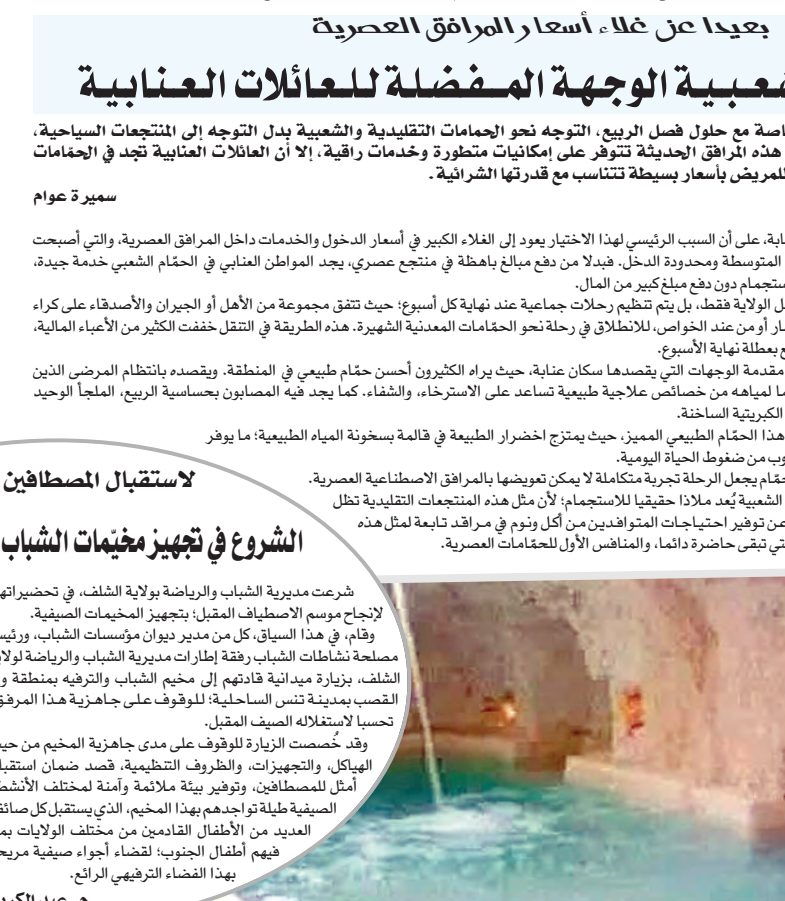 بعيدا عن غلاء أسعار المرافق العصرية
ـعـبـيـة الوجهة المـفـضلة للـعائلات العـنابـية
اصة مع حلول فصل الربيع، التوجه نحو الحمامات التقليدية والشعبية بدل التوجه إلى المنتجعات السياحية،
هذه المرافق الحديثة تتوفر على إمكانيات متطورة وخدمات راقية، إلا أن العائلات العنابية تجد في الحمّامات
للمريض بأسعار بسيطة تتناسب مع قدرتها الشرائية.
سميرة عوام
ابة، على أن السبب الرئيسي لهذا الاختيار يعود إلى الغلاء الكبير في أسعار الدخول والخدمات داخل المرافق العصرية، والتي أصبحت
المتوسطة ومحدودة الدخل. فبدلا من دفع مبالغ باهظة في منتجع عصري، يجد المواطن العنابي في الحمّام الشعبي خدمة جيدة،
ستجمام دون دفع مبلغ كبير من المال.
ل الولاية فقط، بل يتم تنظيم رحلات جماعية عند نهاية كل أسبوع؛ حيث تتفق مجموعة من الأهل أو الجيران والأصدقاء على كراء
ار أو من عند الخواص، للانطلاق في رحلة نحو الحمّامات المعدنية الشهيرة. هذه الطريقة في التنقل خففت الكثير من الأعباء المالية،
ع بعطلة نهاية الأسبوع.
مقدمة الوجهات التي يقصدها سكان عنابة، حيث يراه الكثيرون أحسن حمّام طبيعي في المنطقة. ويقصده بانتظام المرضى الذين
ما لمياهه من خصائص علاجية طبيعية تساعد على الاسترخاء، والشفاء. كما يجد فيه المصابون بحساسية الربيع، الملجأ الوحيد
الكبريتية الساخنة.
هذا الحمّام الطبيعي المميز، حيث يمتزج اخضرار الطبيعة في قالمة بسخونة المياه الطبيعية؛ ما يوفر
وب من ضغوط الحياة اليومية.
حمّام يجعل الرحلة تجربة متكاملة لا يمكن تعويضها بالمرافق الاصطناعية العصرية.
الشعبية يُعد ملاذا حقيقيا للاستجمام؛ لأن مثل هذه المنتجعات التقليدية تظل
عن توفير احتياجات المتوافدين من أكل ونوم في مراقد تابعة لمثل هذه
تي تبقى حاضرة دائما، والمنافس الأول للحمّامات العصرية.
لاستقبال المصطافين
الشروع في تجهيز مخيّمات الشباب
شرعت مديرية الشباب والرياضة بولاية الشلف، في تحضيراتها
لإنجاح موسم الاصطياف المقبل؛ بتجهيز المخيمات الصيفية.
وقام، في هذا السياق، كل من مدير ديوان مؤسسات الشباب، ورئيس
مصلحة نشاطات الشباب رفقة إطارات مديرية الشباب والرياضة لولاي
الشلف، بزيارة ميدانية قادتهم إلى مخيم الشباب والترفيه بمنطقة و
القصب بمدينة تنس الساحلية؛ للوقوف على جاهزية هذا المرفق
تحسبا لاستغلاله الصيف المقبل.
وقد خُصصت الزيارة للوقوف على مدى جاهزية المخيم من حيث
الهياكل، والتجهيزات، والظروف التنظيمية، قصد ضمان استقبال
أمثل للمصطافين، وتوفير بيئة ملائمة وآمنة لمختلف الأنشط
الصيفية طيلة تواجدهم بهذا المخيم، الذي يستقبل كل صائفة
العديد من الأطفال القادمين من مختلف الولايات بم
فيهم أطفال الجنوب؛ لقضاء أجواء صيفية مريح
بهذا الفضاء الترفيهي الرائع.